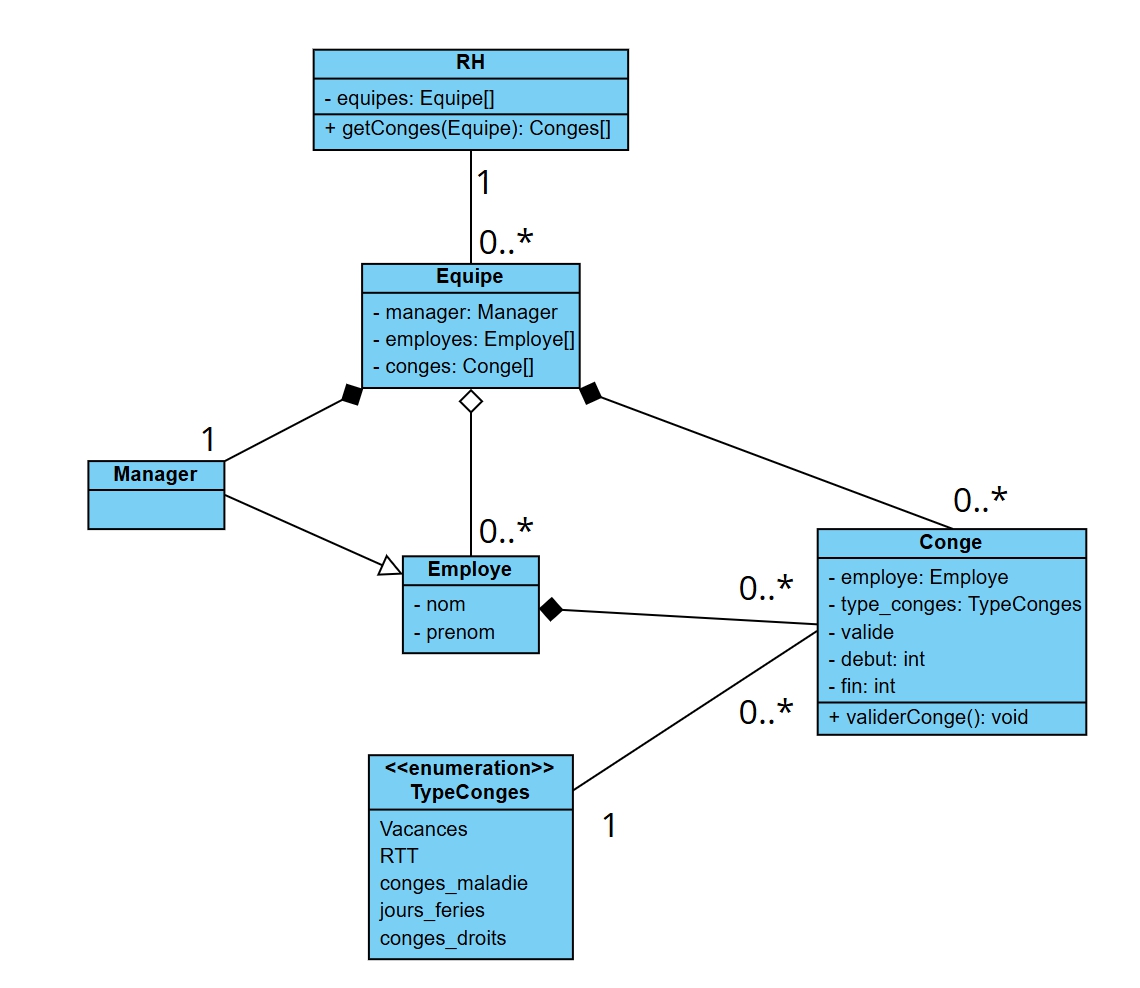 RH
- equipes: Equipe[]
+ getConges(Equipe): Conges[]
1
0..*
Equipe
- manager: Manager
- employes: Employe[]
- conges: Conge[]
1
Manager
0..*
Employe
- nom
- prenom
0..*
Conge
- employe: Employe
- type_conges: TypeConges
- valide
- debut: int
- fin: int
+ validerConge(): void
0..*
0..*
1
<<enumeration>>
TypeConges
Vacances
RTT
conges_maladie
jours_feries
conges_droits